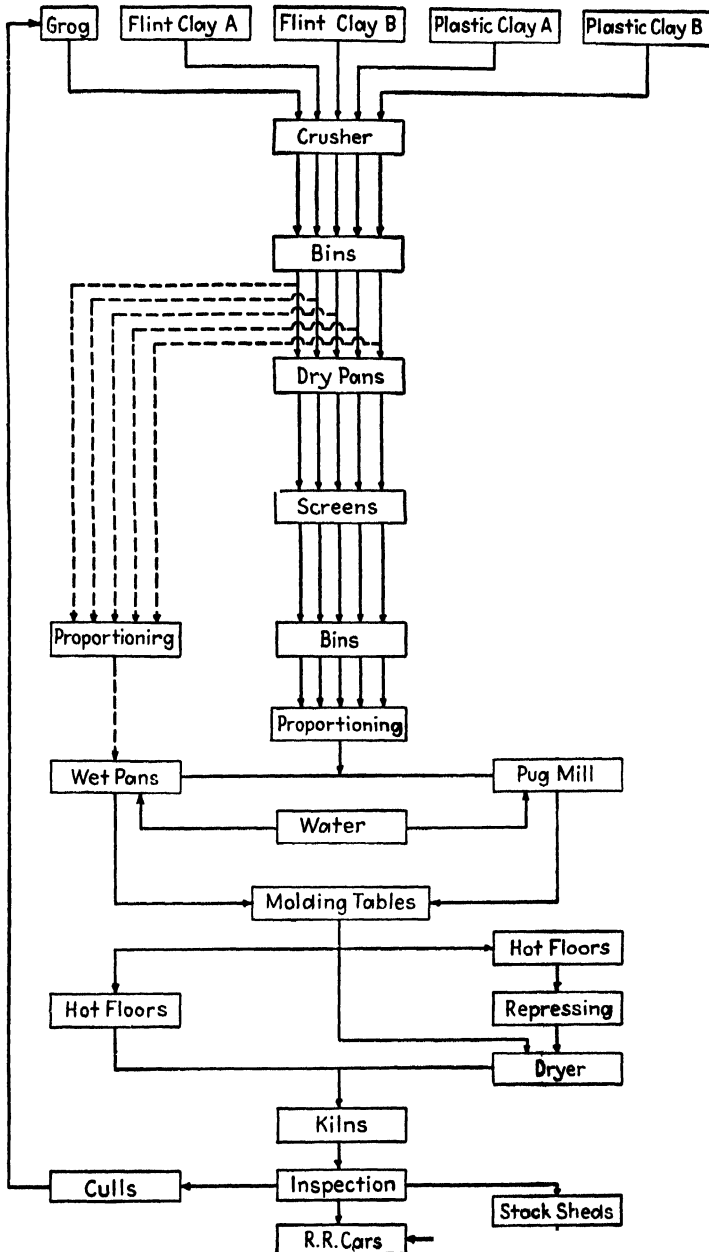 Grog
Flint Clay A
Flint Clay B
Plastic Clay A
Plastic Clay B
Crusher
Bins
Dry Pans
Screens
Proportionirg
Bins
Proportioning
Wet Pans
Pug Mill
Water
Molding Tables
Hot Floors
Hot Floors
Repressing
Dryer
Kilns
Culls
Inspection
Stock Sheds
R.R. Cars